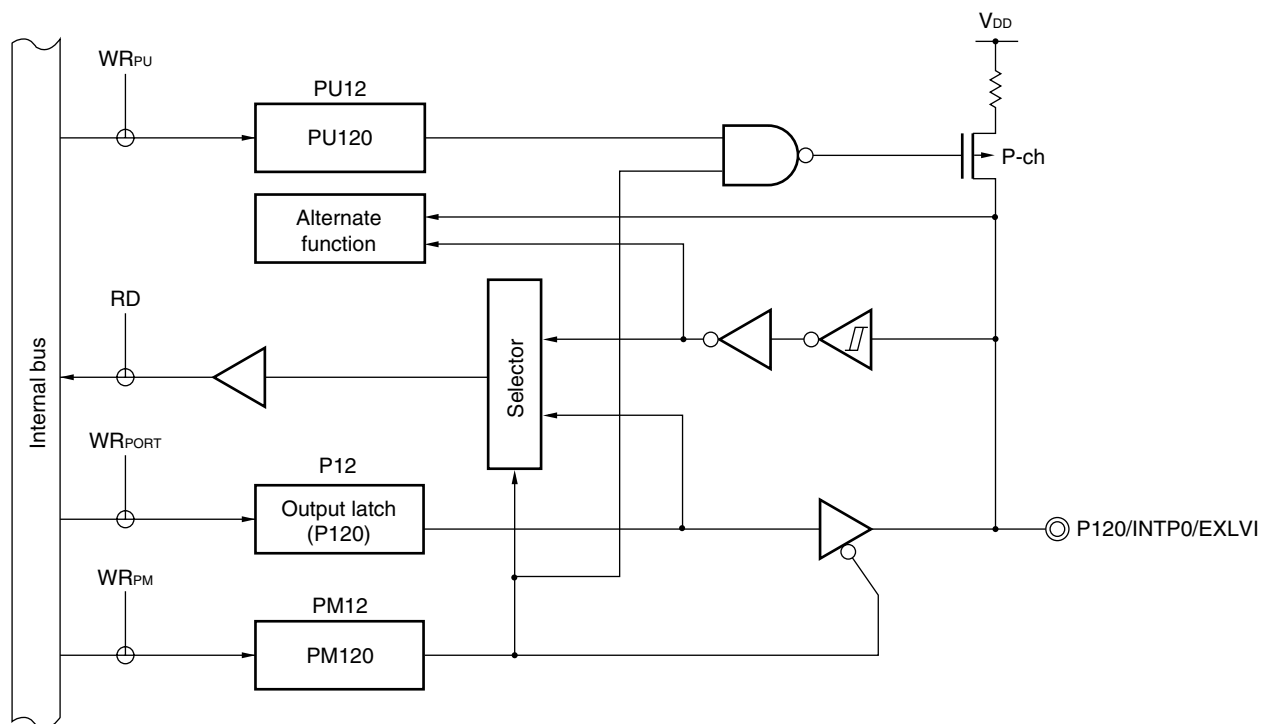 VDD
WRPU
PU12
PU120
P-ch
Alternate
function
RD
Internal bus
Selector
WRPORT
P12
Output latch
(P120)
P120/INTP0/EXLVI
WRPM
PM12
PM120